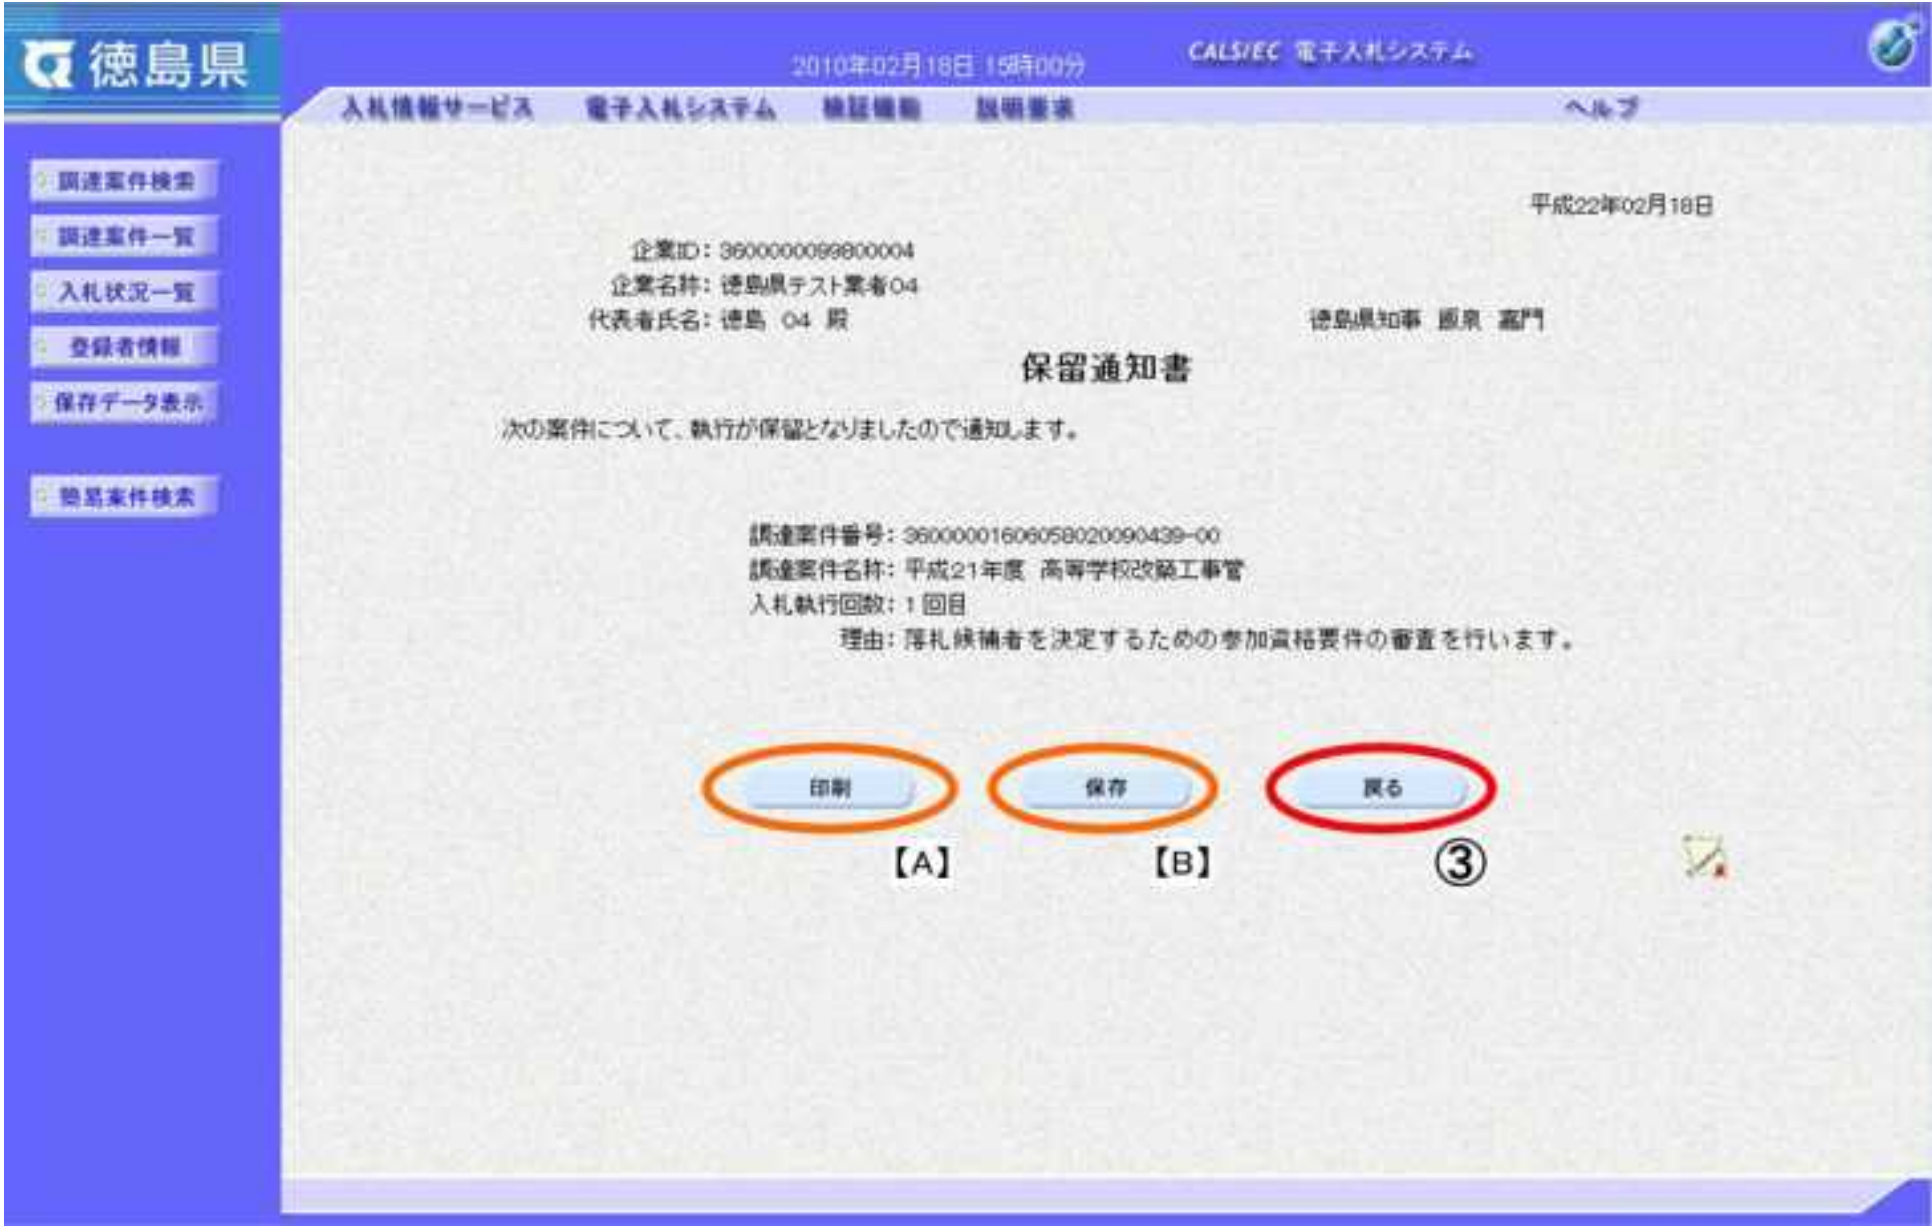 徳島県
2010年02月18日 15時00分
CALS/EC 電子入札システム
入札情報サービス 電子入札システム 検証機能 説明要求 ヘルプ
調達案件検索
調達案件一覧
入札状況一覧
登録者情報
保存データ表示
簡易案件検索
平成22年02月18日
企業ID：3600000099800004
企業名称：徳島県テスト業者04
代表者氏名：徳島 04 殿
徳島県知事 飯泉 嘉門
保留通知書
次の案件について、執行が保留となりましたので通知します。
調達案件番号：36000001606058020090439-00
調達案件名称：平成21年度 高等学校改築工事管
入札執行回数：1回目
理由：落札候補者を決定するための参加資格要件の審査を行います。
印刷 保存 戻る
【A】 【B】 ③